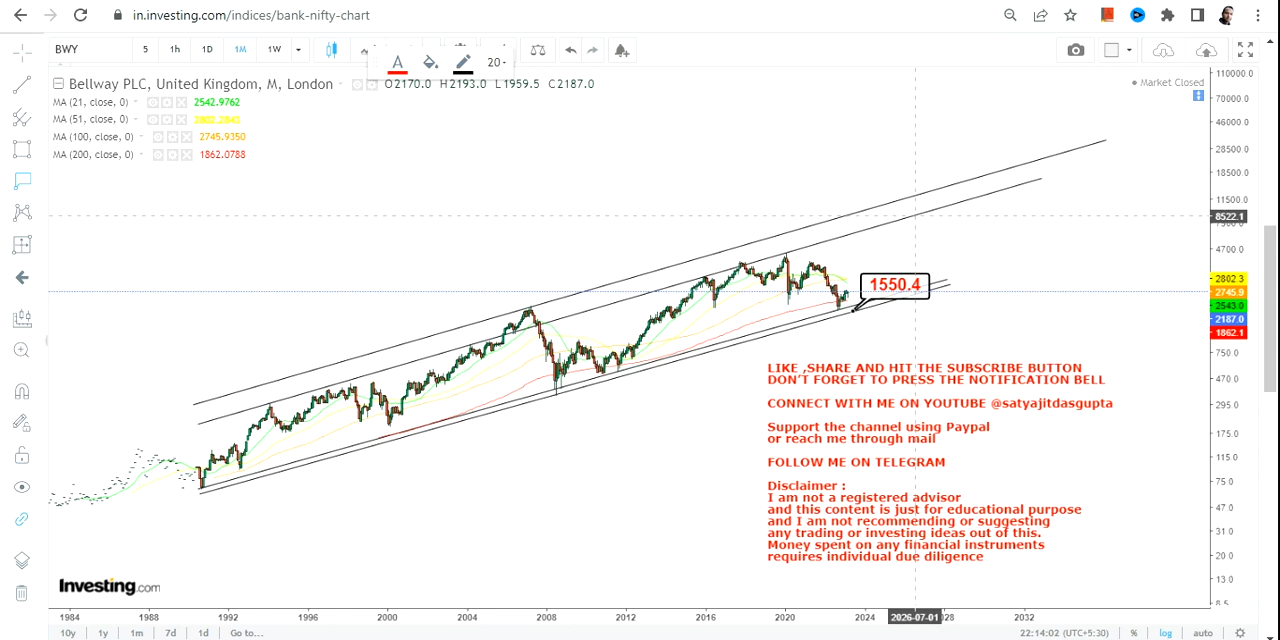 in.investing.com/indices/bank-nifty-chart
BWY 5 1h 1D 1M 1W
A 20
Bellway PLC, United Kingdom, M, London O2170.0 H2193.0 L1959.5 C2187.0
Market Closed
MA (21, close, 0) 2542.9762
MA (51, close, 0)
MA (100, close, 0) 2745.9350
MA (200, close, 0) 1862.0788
110000.0
70000.0
46000.0
28500.0
18500.0
11500.0
8522.1
4700.0
2802.3
2745.9
2543.0
2187.0
1862.1
750.0
470.0
295.0
175.0
115.0
75.0
47.0
31.0
20.0
13.0
8.5
1550.4
LIKE ,SHARE AND HIT THE SUBSCRIBE BUTTON
DON'T FORGET TO PRESS THE NOTIFICATION BELL
CONNECT WITH ME ON YOUTUBE @satyajitdasgupta
Support the channel using Paypal
or reach me through mail
FOLLOW ME ON TELEGRAM
Disclaimer :
I am not a registered advisor
and this content is just for educational purpose
and I am not recommending or suggesting
any trading or investing ideas out of this.
Money spent on any financial instruments
requires individual due diligence
Investing.com
1984 1988 1992 1996 2000 2004 2008 2012 2016 2020 2024 2026-07-01 28 2032
10y 1y 1m 7d 1d Go to... 22:14:02 (UTC+5:30) % log auto